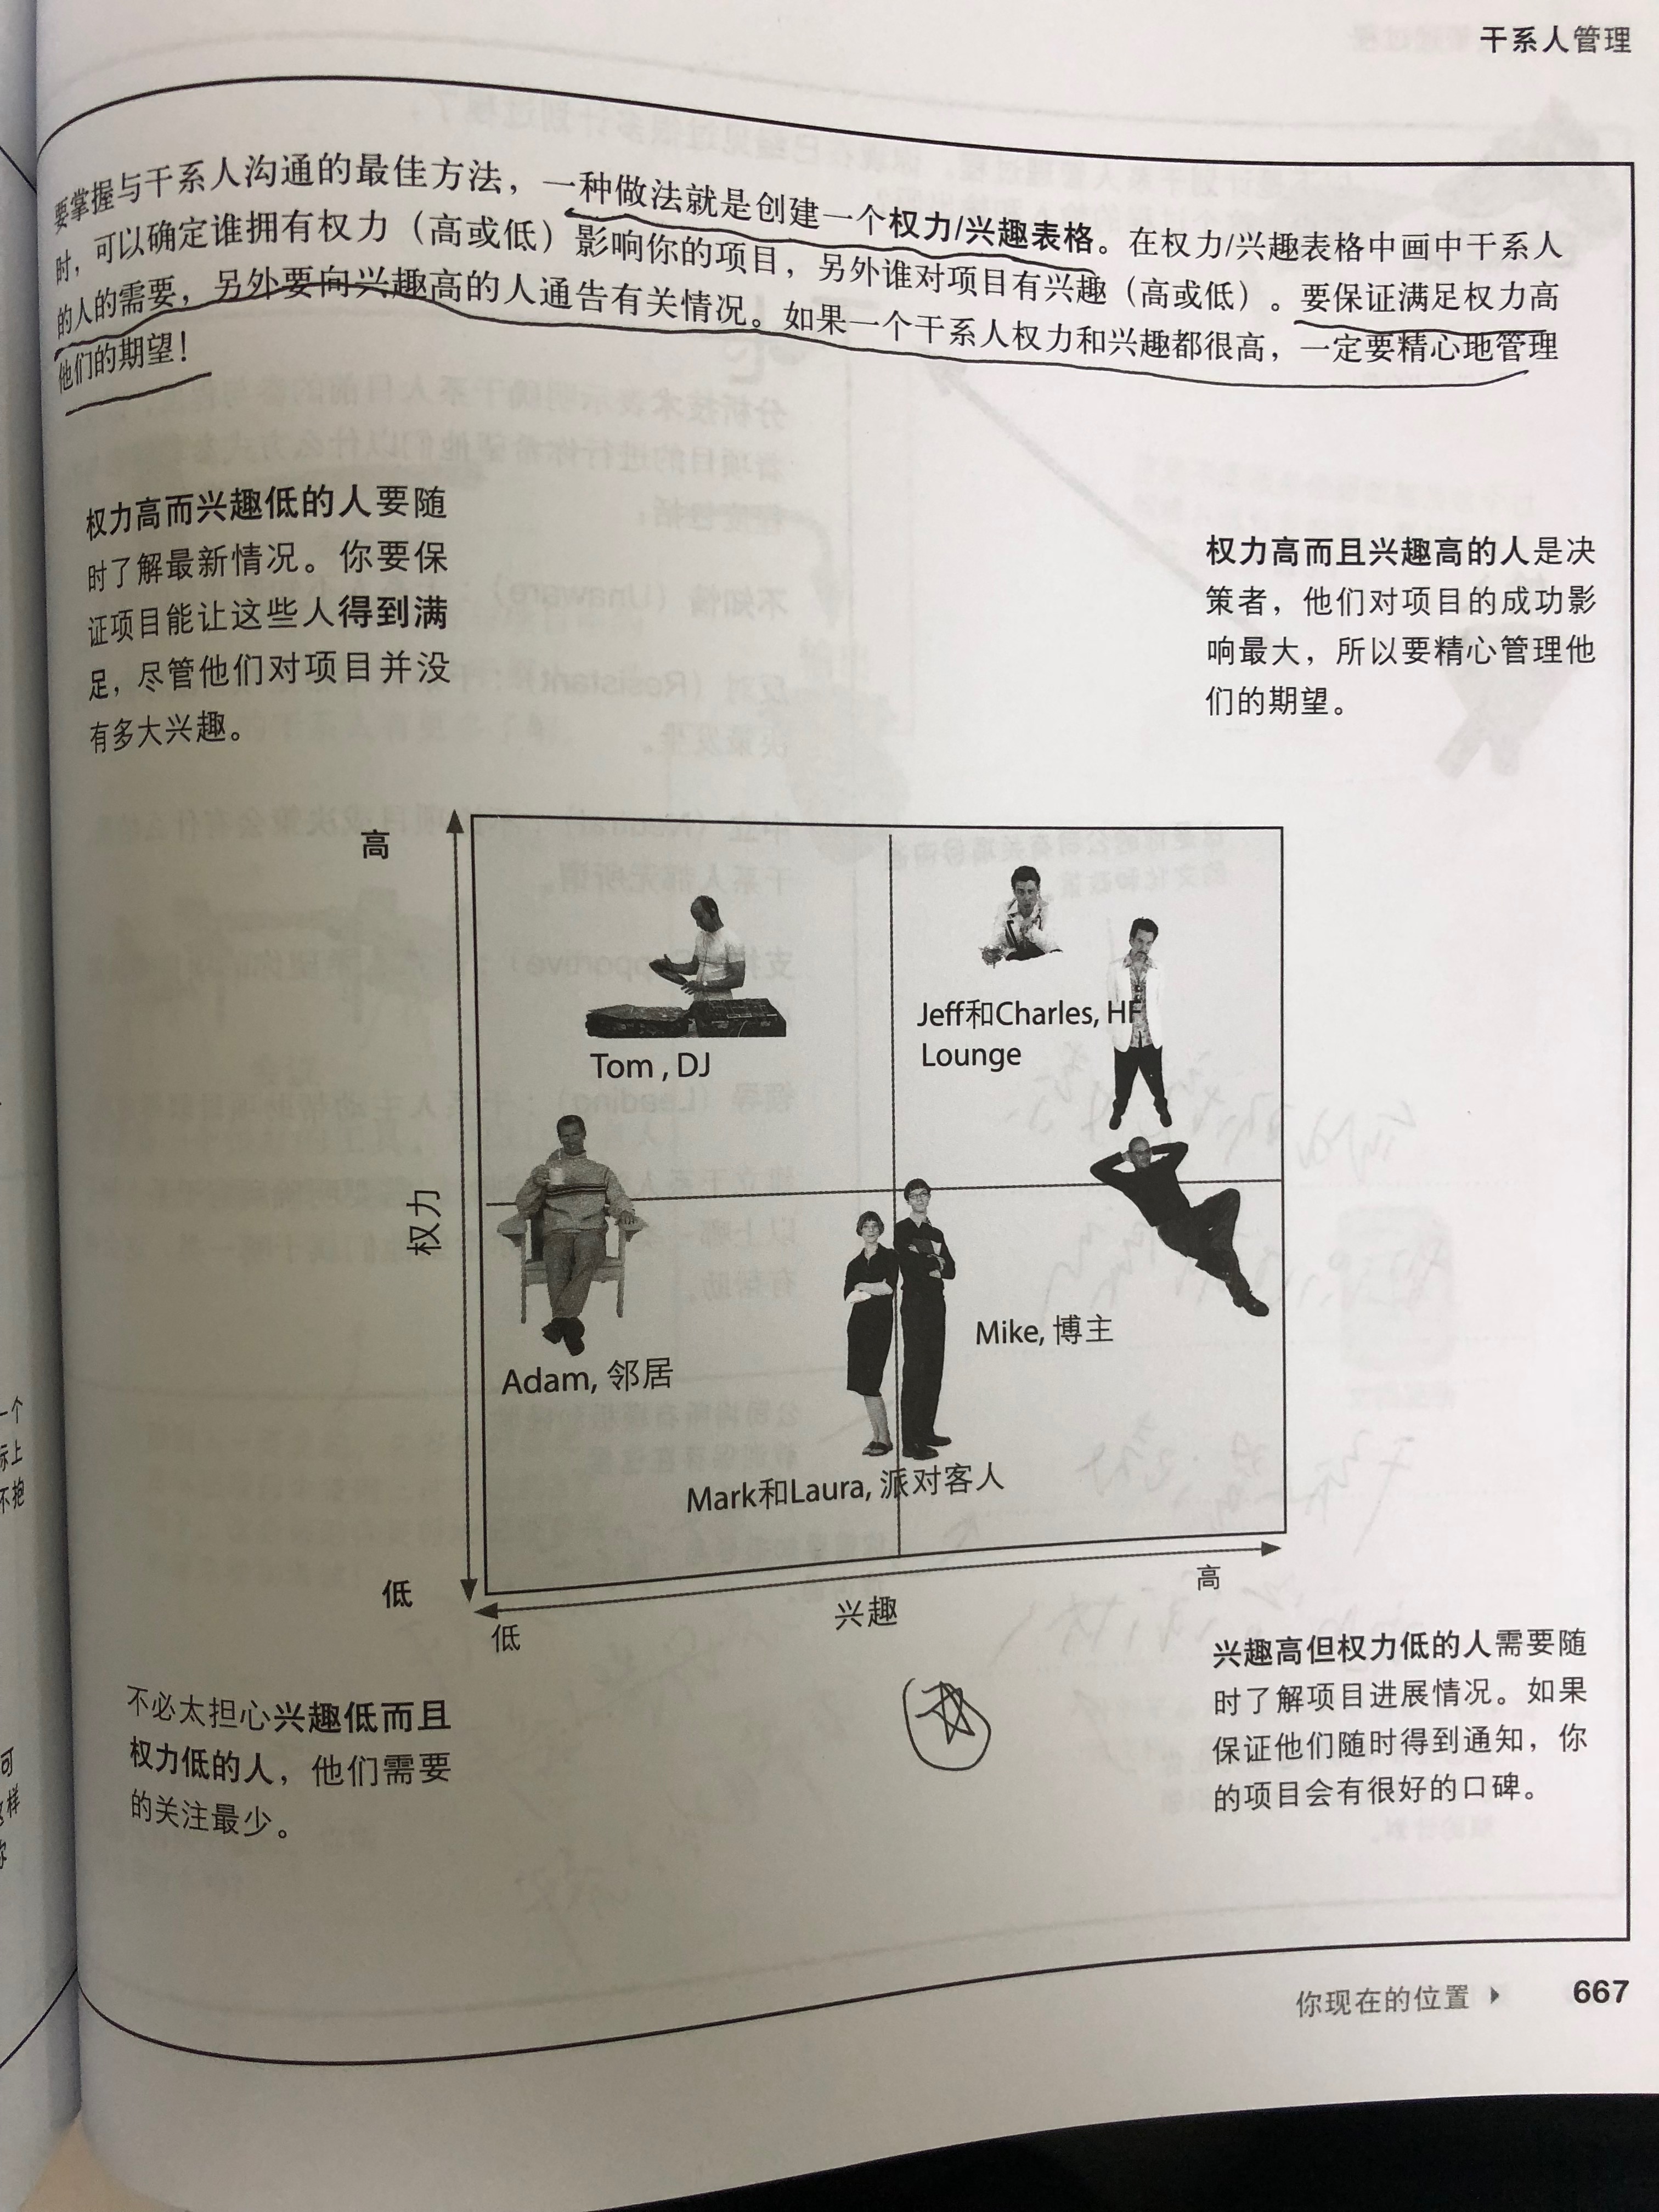 干系人管理
要掌握与干系人沟通的最佳方法，一种做法就是创建一个权力/兴趣表格。在权力/兴趣表格中画中干系人
时，可以确定谁拥有权力（高或低）影响你的项目，另外谁对项目有兴趣（高或低）。要保证满足权力高
的人的需要，另外要向兴趣高的人通告有关情况。如果一个干系人权力和兴趣都很高，一定要精心地管理
他们的期望！
权力高而兴趣低的人要随
时了解最新情况。你要保
证项目能让这些人得到满
足，尽管他们对项目并没
有多大兴趣。
权力高而且兴趣高的人是决
策者，他们对项目的成功影
响最大，所以要精心管理他
们的期望。
高
Tom , DJ
Jeff和Charles, HF
Lounge
权力
Adam, 邻居
Mike, 博主
Mark和Laura, 派对客人
低
高
兴趣
低
不必太担心兴趣低而且
权力低的人，他们需要
的关注最少。
兴趣高但权力低的人需要随
时了解项目进展情况。如果
保证他们随时得到通知，你
的项目会有很好的口碑。
你现在的位置
667